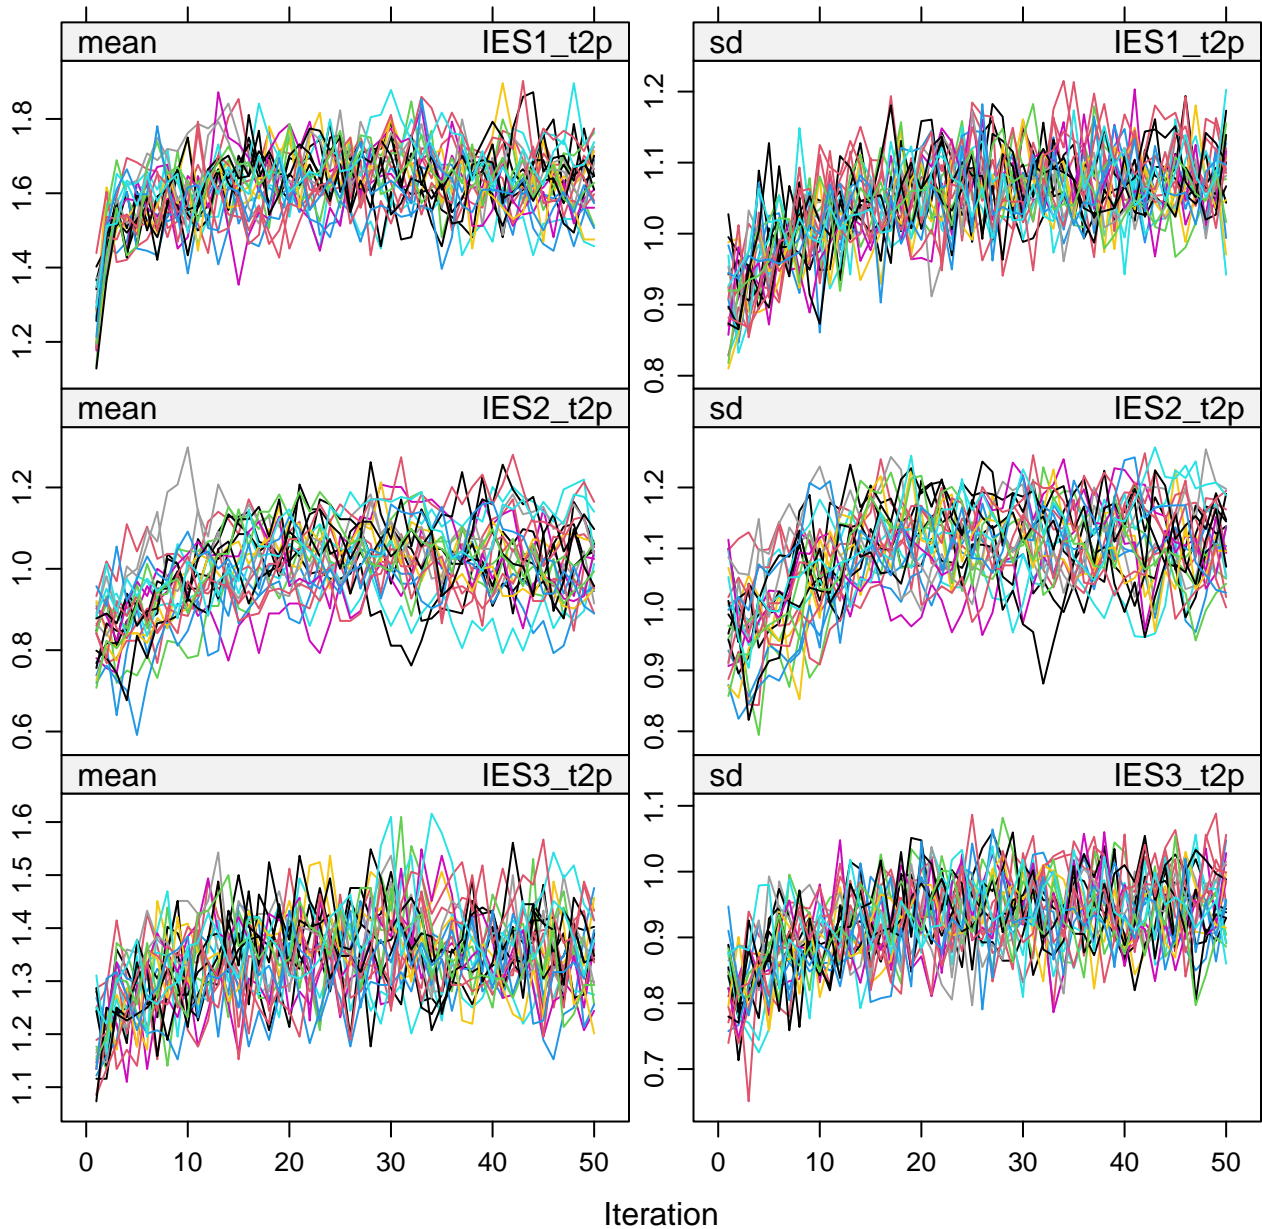 mean IES1_t2p sd IES1_t2p
1.2 1.4 1.6 1.8
0.8 0.9 1.0 1.1 1.2
mean IES2_t2p sd IES2_t2p
0.6 0.8 1.0 1.2
0.8 0.9 1.0 1.1 1.2
mean IES3_t2p sd IES3_t2p
1.1 1.2 1.3 1.4 1.5 1.6
0.7 0.8 0.9 1.0 1.1
0 10 20 30 40 50 0 10 20 30 40 50
Iteration